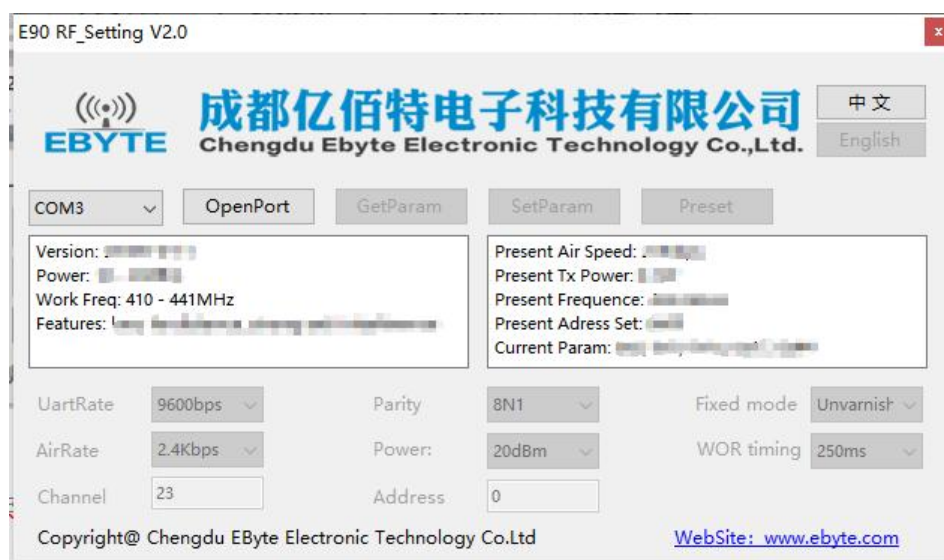 E90 RF_Setting V2.0
x
EBYTE
成都亿佰特电子科技有限公司
Chengdu Ebyte Electronic Technology Co.,Ltd.
中文
English
COM3
OpenPort
GetParam
SetParam
Preset
Version:
Power:
Work Freq: 410 - 441MHz
Features:
Present Air Speed:
Present Tx Power:
Present Frequence:
Present Adress Set:
Current Param:
UartRate 9600bps Parity 8N1 Fixed mode Unvarnish
AirRate 2.4Kbps Power: 20dBm WOR timing 250ms
Channel 23 Address 0
Copyright@ Chengdu EByte Electronic Technology Co.Ltd WebSite: www.ebyte.com